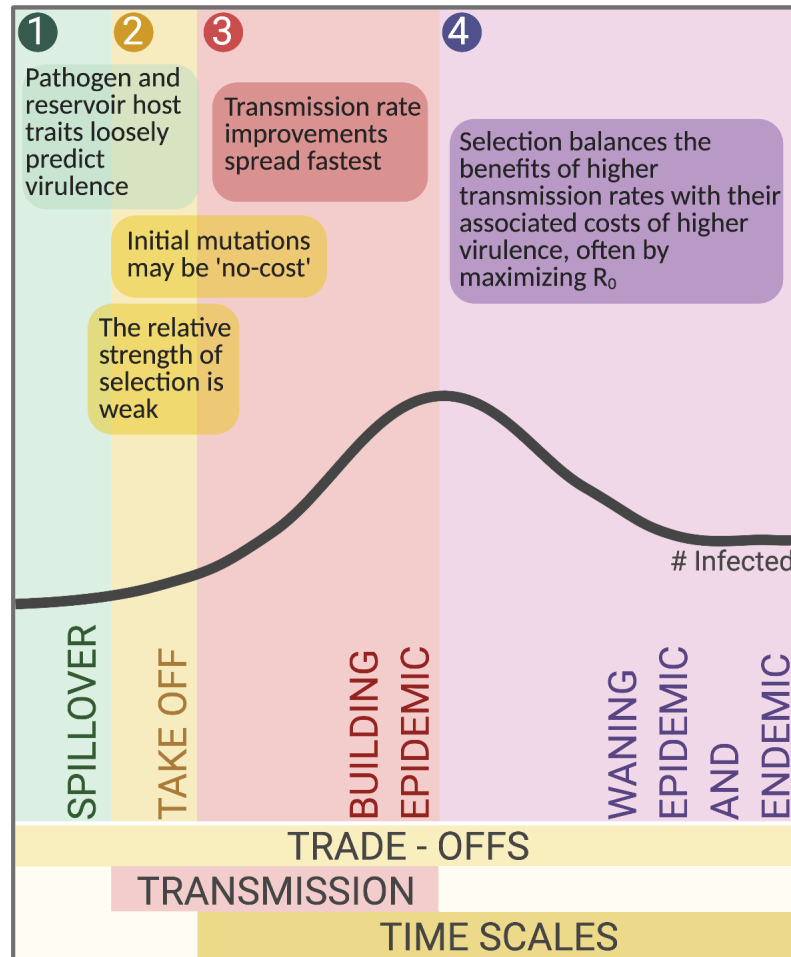 1
2
3
4
Pathogen and
reservoir host
traits loosely
predict
virulence
Transmission rate
improvements
spread fastest
Selection balances the
benefits of higher
transmission rates with their
associated costs of higher
virulence, often by
maximizing R₀
Initial mutations
may be 'no-cost'
The relative
strength of
selection is
weak
# Infected
SPILLOVER
TAKE OFF
BUILDING
EPIDEMIC
WANING
EPIDEMIC
AND
ENDEMIC
TRADE - OFFS
TRANSMISSION
TIME SCALES